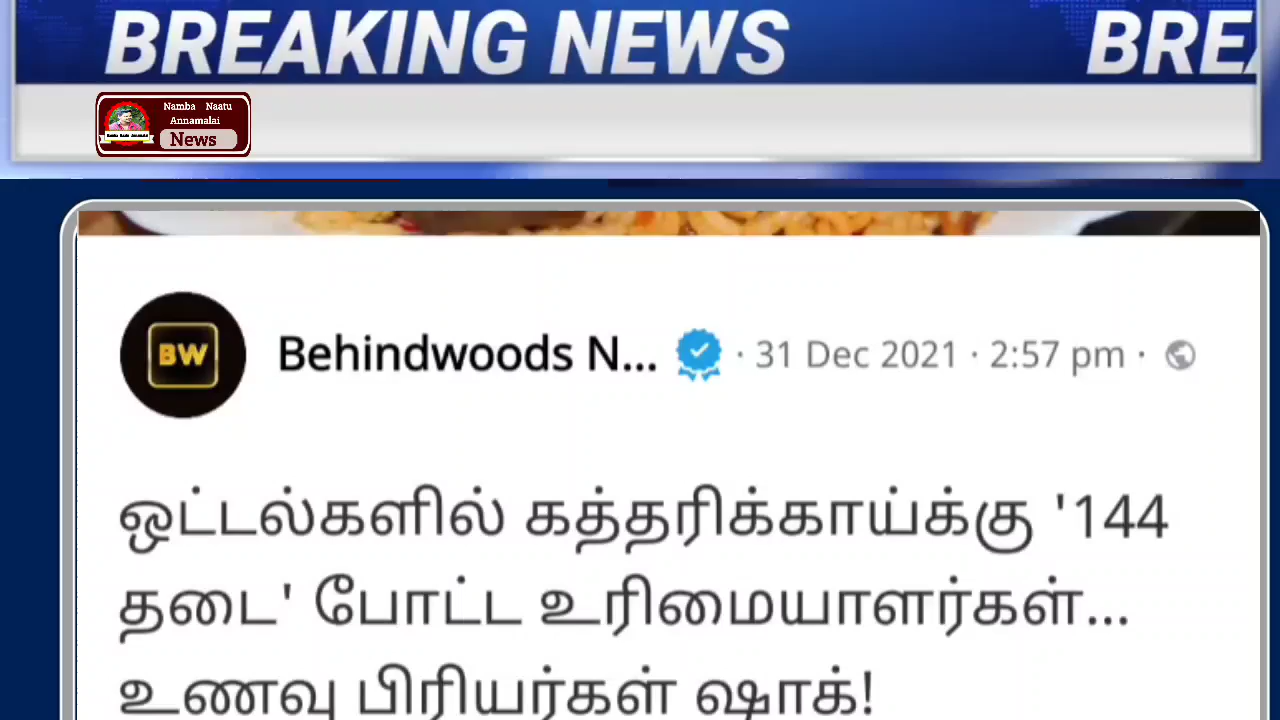 BREAKING NEWS BREA
Namba Naatu
Annamalai
News
BW
Behindwoods N... · 31 Dec 2021 · 2:57 pm ·
ஒட்டல்களில் கத்தரிக்காய்க்கு '144
தடை' போட்ட உரிமையாளர்கள்...
உணவு பிரியர்கள் ஷாக்!